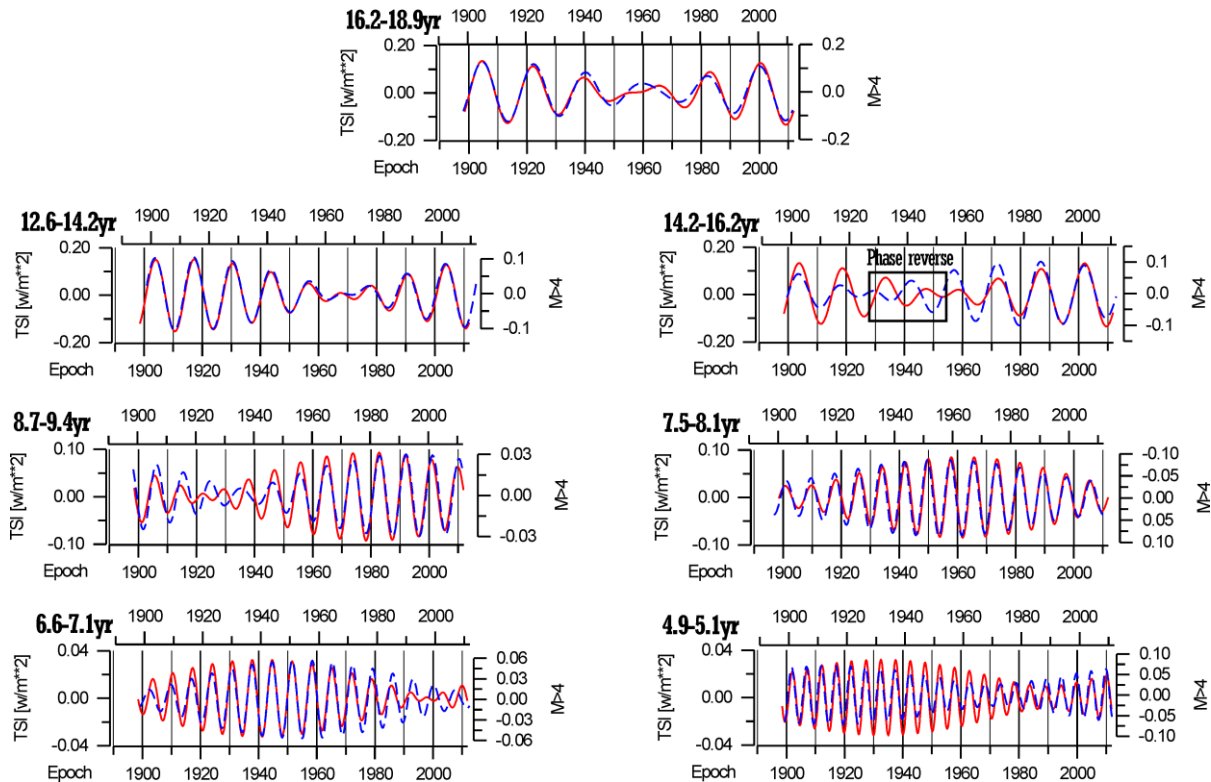 16.2-18.9yr
1900 1920 1940 1960 1980 2000
TSI [w/m**2]
0.20 0.00 -0.20
0.2 0.0 -0.2
M>4
Epoch 1900 1920 1940 1960 1980 2000
12.6-14.2yr
1900 1920 1940 1960 1980 2000
TSI [w/m**2]
0.20 0.00 -0.20
0.1 0.0 -0.1
M>4
Epoch 1900 1920 1940 1960 1980 2000
14.2-16.2yr
1900 1920 1940 1960 1980 2000
Phase reverse
TSI [w/m**2]
0.20 0.00 -0.20
0.1 0.0 -0.1
M>4
Epoch 1900 1920 1940 1960 1980 2000
8.7-9.4yr
1900 1920 1940 1960 1980 2000
TSI [w/m**2]
0.10 0.00 -0.10
0.03 0.00 -0.03
M>4
Epoch 1900 1920 1940 1960 1980 2000
7.5-8.1yr
1900 1920 1940 1960 1980 2000
TSI [w/m**2]
0.10 0.00 -0.10
-0.10 -0.05 0.00 0.05 0.10
M>4
Epoch 1900 1920 1940 1960 1980 2000
6.6-7.1yr
1900 1920 1940 1960 1980 2000
TSI [w/m**2]
0.04 0.00 -0.04
0.06 0.03 0.00 -0.03 -0.06
M>4
Epoch 1900 1920 1940 1960 1980 2000
4.9-5.1yr
1900 1920 1940 1960 1980 2000
TSI [w/m**2]
0.04 0.00 -0.04
0.10 0.05 0.00 -0.05 -0.10
M>4
Epoch 1900 1920 1940 1960 1980 2000